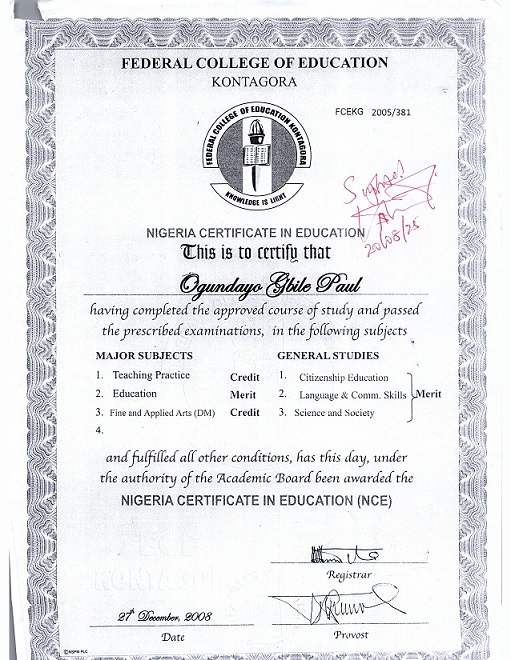 FEDERAL COLLEGE OF EDUCATION
KONTAGORA
FCEKG 2005/381
FEDERAL COLLEGE OF EDUCATION KONTAGORA
KNOWLEDGE IS LIGHT
20/08/25
NIGERIA CERTIFICATE IN EDUCATION
This is to certify that
Ogundayo Gbile Paul
having completed the approved course of study and passed
the prescribed examinations, in the following subjects
MAJOR SUBJECTS GENERAL STUDIES
1. Teaching Practice Credit 1. Citizenship Education
2. Education Merit 2. Language & Comm. Skills Merit
3. Fine and Applied Arts (DM) Credit 3. Science and Society
4.
and fulfilled all other conditions, has this day, under
the authority of the Academic Board been awarded the
NIGERIA CERTIFICATE IN EDUCATION (NCE)
Registrar
27th December, 2008
Date Provost
©NSPM PLC